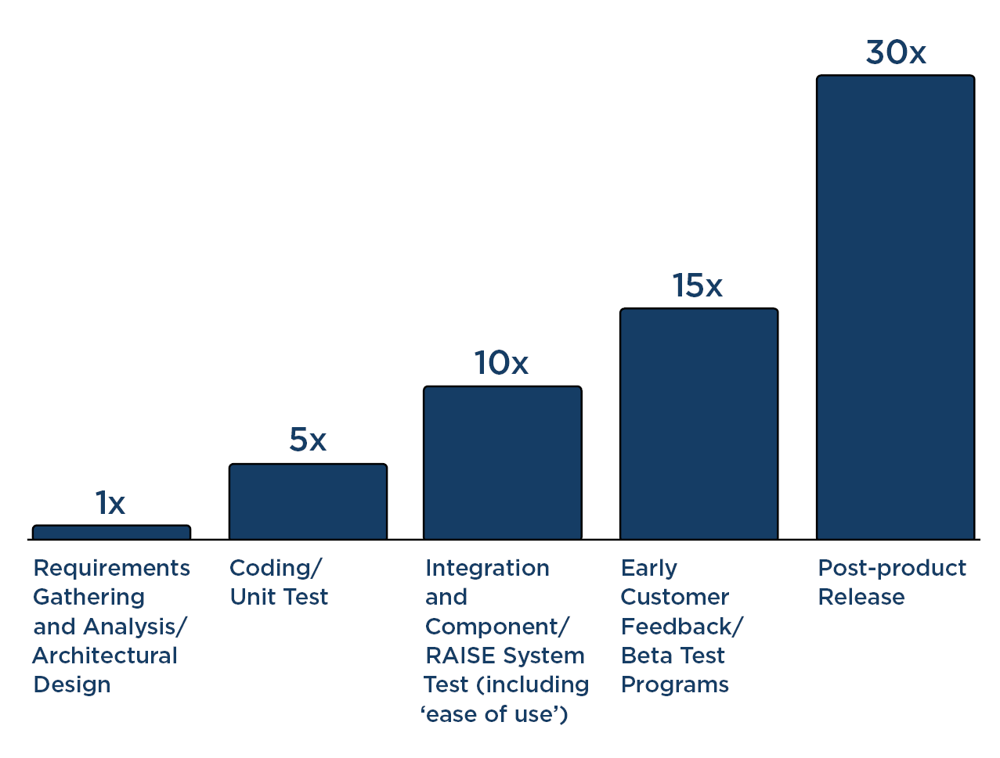 30x
15x
10x
5x
1x
Requirements
Gathering
and Analysis/
Architectural
Design
Coding/
Unit Test
Integration
and
Component/
RAISE System
Test (including
‘ease of use’)
Early
Customer
Feedback/
Beta Test
Programs
Post-product
Release